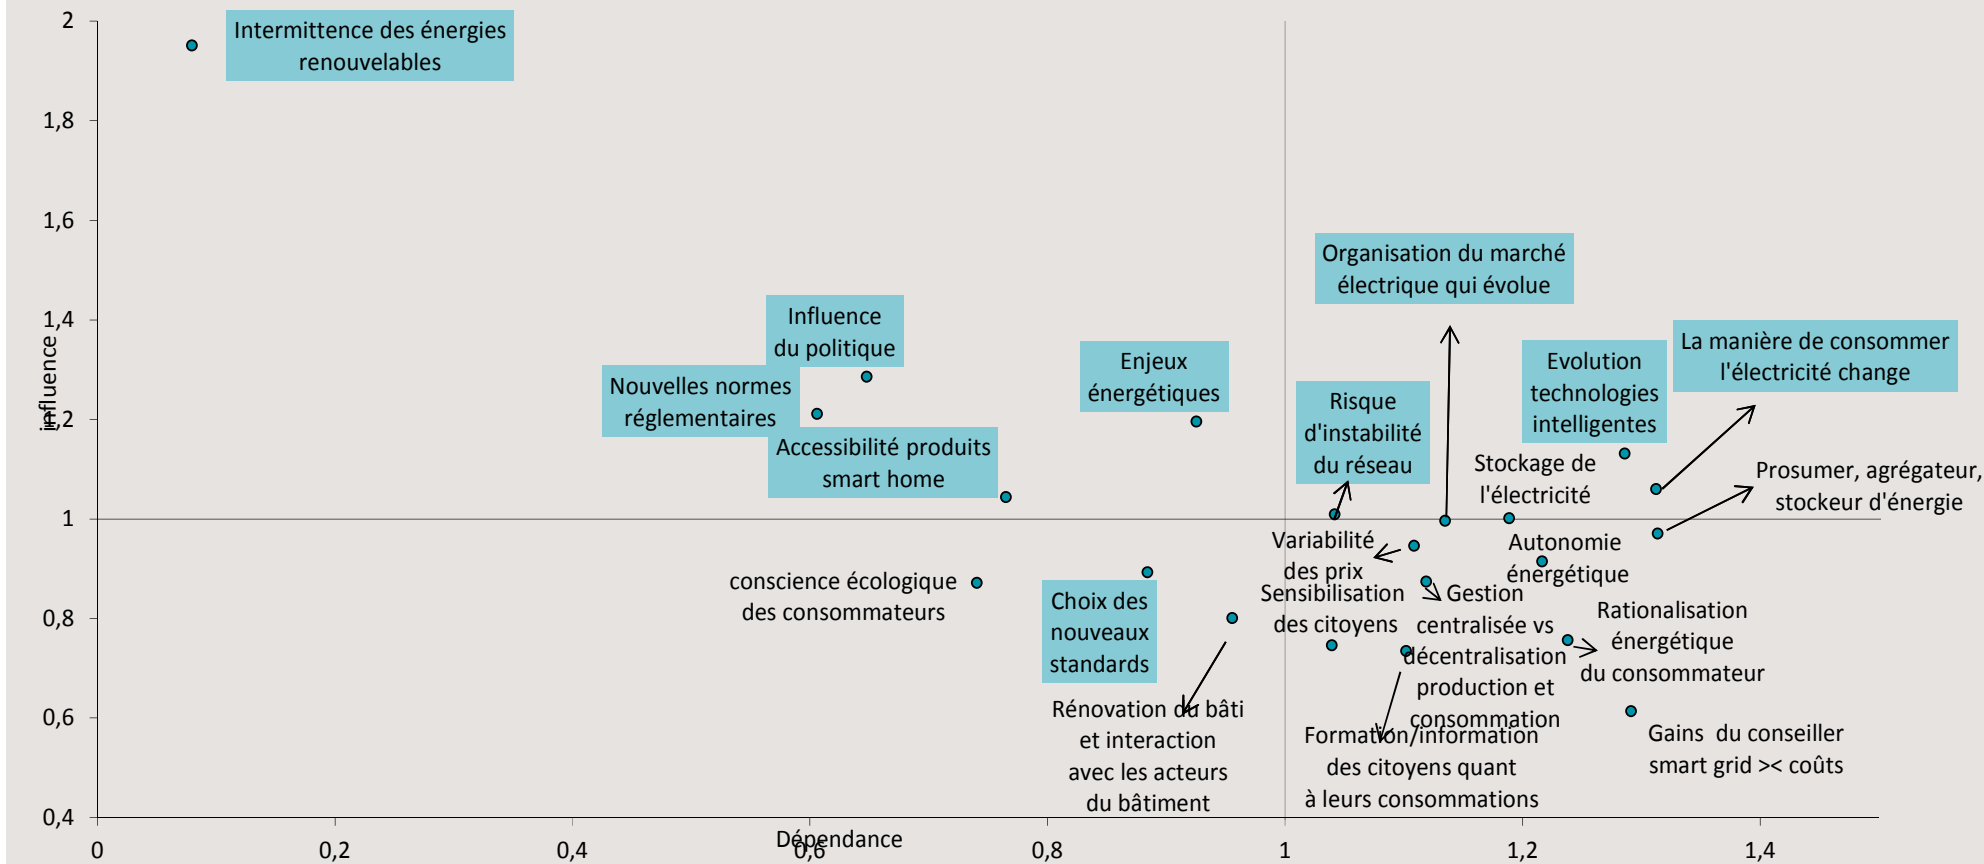 2
1,8
1,6
1,4
1,2
1
0,8
0,6
0,4
influence
Intermittence des énergies
renouvelables
Influence
du politique
Nouvelles normes
réglementaires
Accessibilité produits
smart home
Enjeux
énergétiques
Organisation du marché
électrique qui évolue
Risque
d'instabilité
du réseau
Evolution
technologies
intelligentes
La manière de consommer
l'électricité change
Stockage de
l'électricité
Prosumer, agrégateur,
stockeur d'énergie
Variabilité
des prix
Autonomie
énergétique
conscience écologique
des consommateurs
Choix des
nouveaux
standards
Sensibilisation
des citoyens
Gestion
centralisée vs
décentralisation
production et
consommation
Rationalisation
énergétique
du consommateur
Rénovation du bâti
et interaction
avec les acteurs
du bâtiment
Formation/information
des citoyens quant
à leurs consommations
Gains du conseiller
smart grid >< coûts
Dépendance
0
0,2
0,4
0,6
0,8
1
1,2
1,4